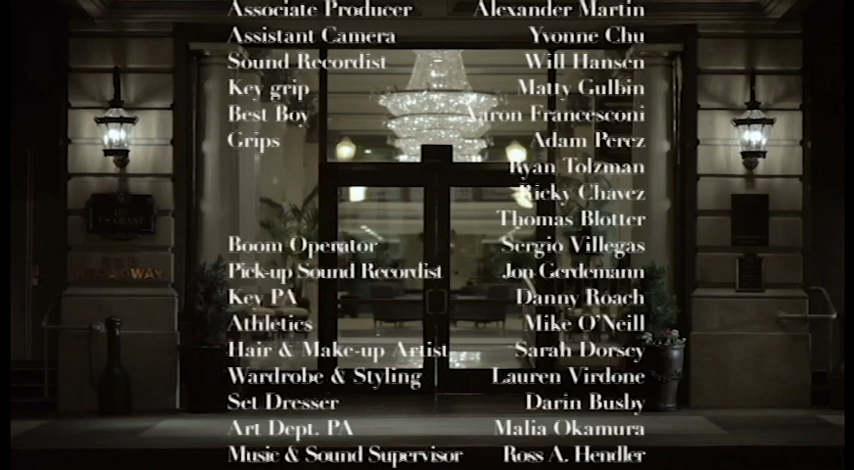 Associate Producer Alexander Martin
Assistant Camera Yvonne Chu
Sound Recordist Will Hansen
Key grip Matty Gulbin
Best Boy Aaron Francesconi
Grips Adam Perez
Ryan Tolzman
Ricky Chavez
Thomas Blotter
Boom Operator Sergio Villegas
Pick-up Sound Recordist Jon Gerdemann
Key PA Danny Roach
Athletics Mike O'Neill
Hair & Make-up Artist Sarah Dorsey
Wardrobe & Styling Lauren Virdone
Set Dresser Darin Busby
Art Dept. PA Malia Okamura
Music & Sound Supervisor Ross A. Hendler